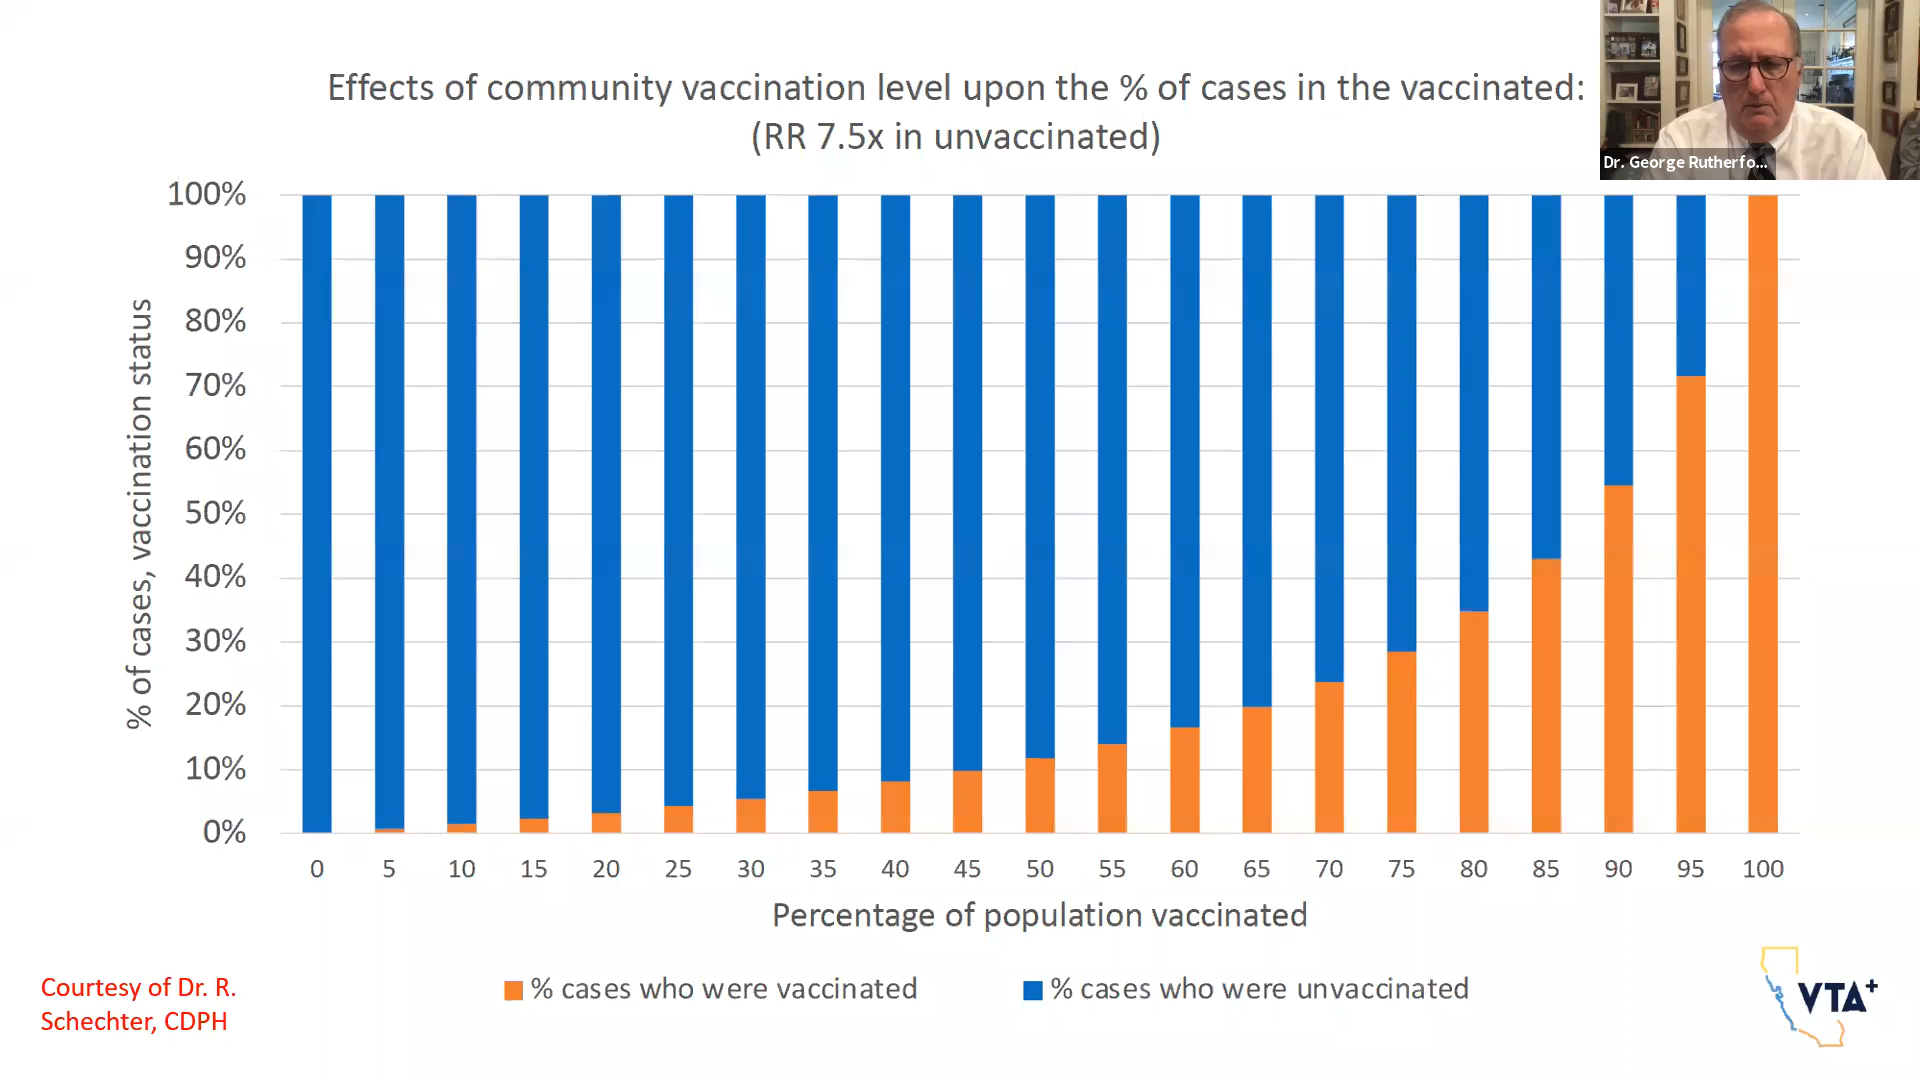 Effects of community vaccination level upon the % of cases in the vaccinated:
(RR 7.5x in unvaccinated)
Dr. George Rutherfo...
100%
90%
80%
70%
60%
50%
40%
30%
20%
10%
0%
% of cases, vaccination status
0 5 10 15 20 25 30 35 40 45 50 55 60 65 70 75 80 85 90 95 100
Percentage of population vaccinated
% cases who were vaccinated
% cases who were unvaccinated
Courtesy of Dr. R.
Schechter, CDPH
VTA+